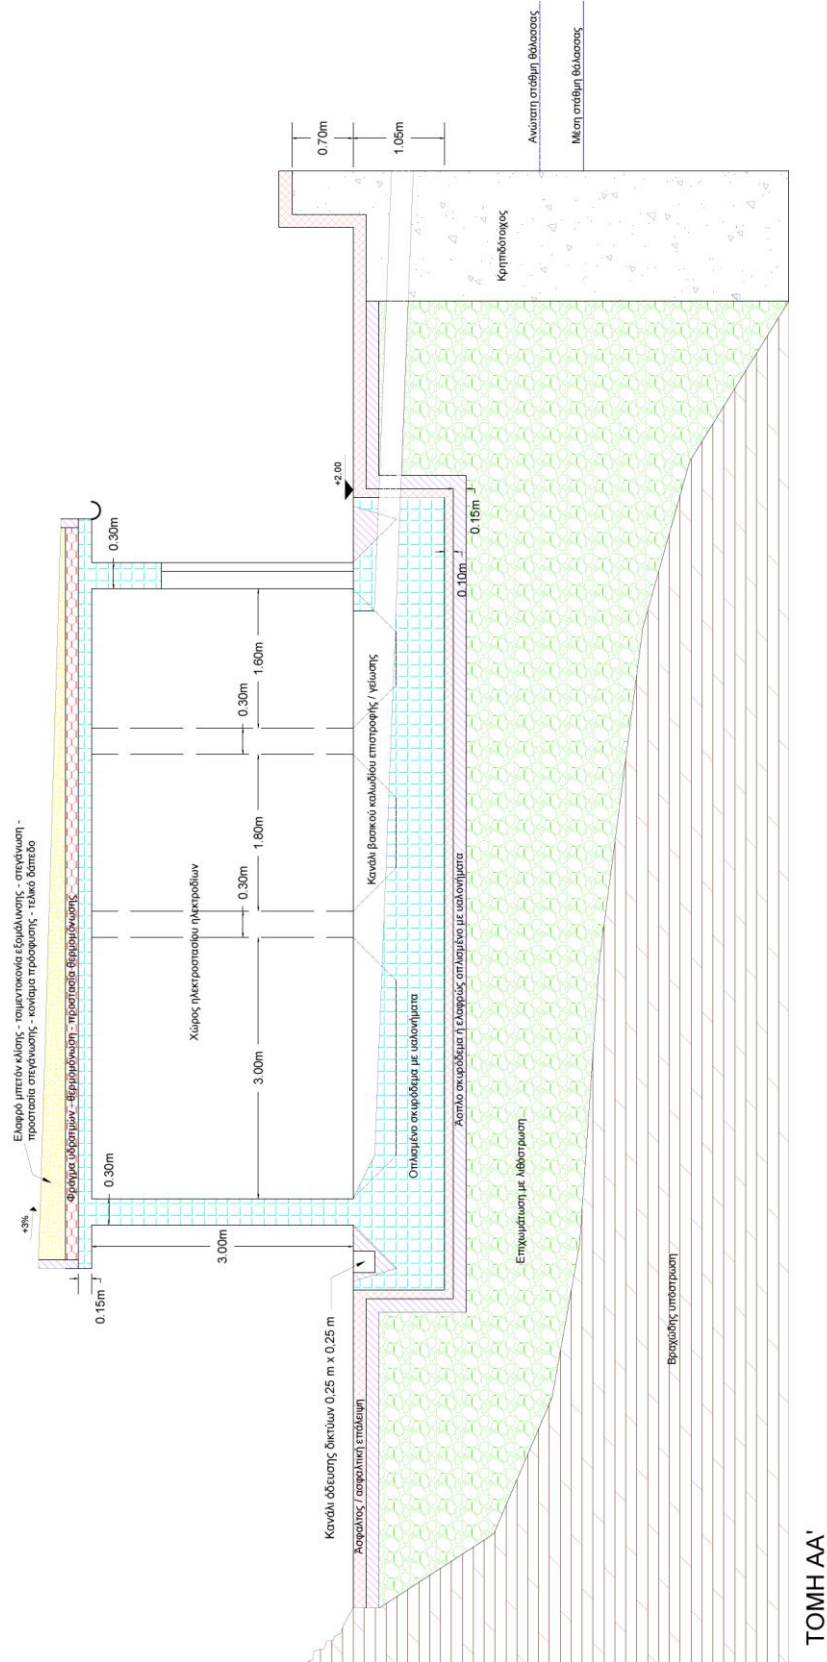 Ελαφρό μπετόν κλίσης - τσιμεντοκονία εξομάλυνσης - στεγάνωση -
προστασία στεγάνωσης - κονίαμα πρόσφυσης - τελικό δάπεδο
+3%
Φράγμα υδρατμών - θερμομόνωση - προστασία θερμομόνωσης
0.15m
0.30m
0.30m
3.00m
Χώρος ηλεκτροστασίου ηλεκτροδίων
3.00m
0.30m
1.80m
0.30m
1.60m
+2.00
0.70m
1.05m
Κανάλι όδευσης δικτύων 0,25 m x 0,25 m
Άσφαλτος / ασφαλτική επάλειψη
Κανάλι βασικού καλωδίου επιστροφής / γείωσης
Οπλισμένο σκυρόδεμα με υαλονήματα
Άοπλο σκυρόδεμα ή ελαφρώς οπλισμένο με υαλονήματα
0.10m
0.15m
Κρηπιδότοιχος
Ανώτατη στάθμη θάλασσας
Μέση στάθμη θάλασσας
Επιχωμάτωση με λιθόστρωση
Βραχώδης υπόστρωση
ΤΟΜΗ ΑΑ'